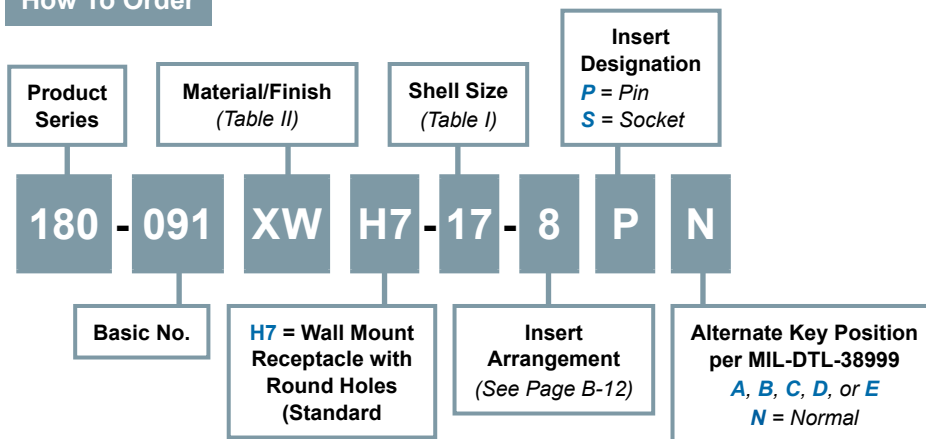 How To Order
Product
Series
Material/Finish
(Table II)
Shell Size
(Table I)
Insert
Designation
P = Pin
S = Socket
180 - 091 XW H7 - 17 - 8 P N
Basic No.
H7 = Wall Mount
Receptacle with
Round Holes
(Standard
Insert
Arrangement
(See Page B-12)
Alternate Key Position
per MIL-DTL-38999
A, B, C, D, or E
N = Normal